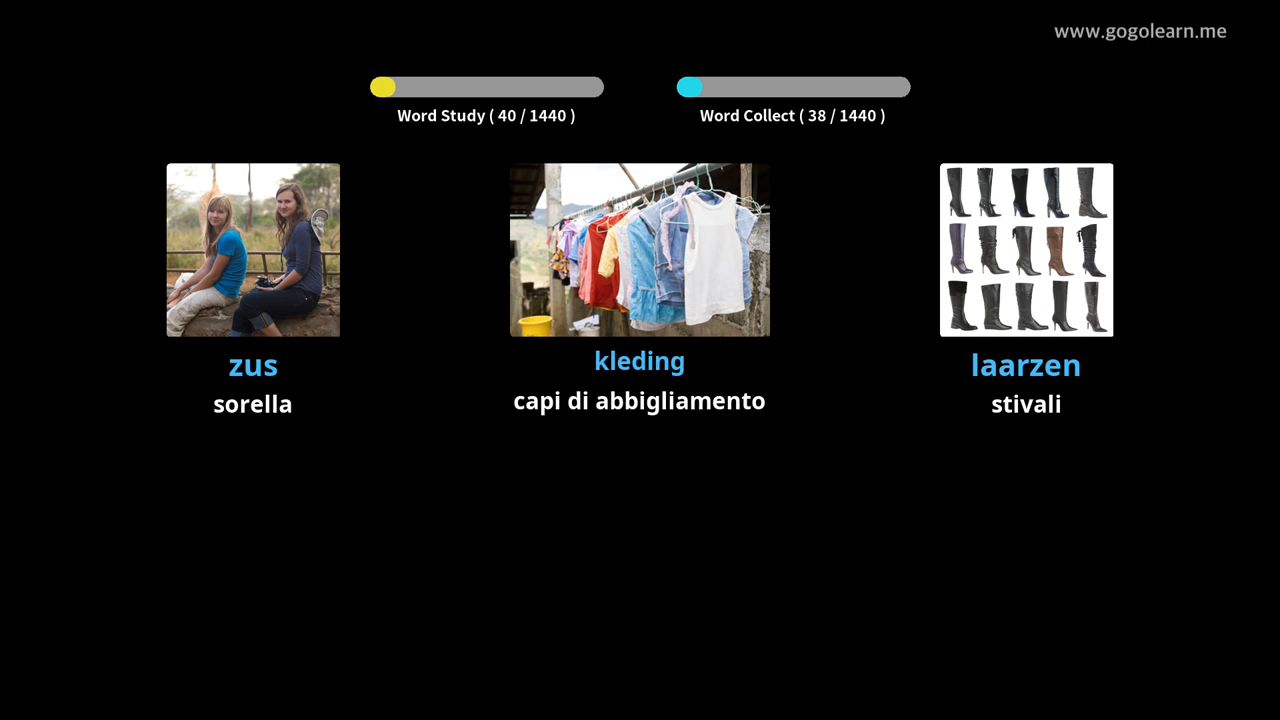 www.gogolearn.me
Word Study ( 40 / 1440 )
Word Collect ( 38 / 1440 )
zus
sorella
kleding
capi di abbigliamento
laarzen
stivali